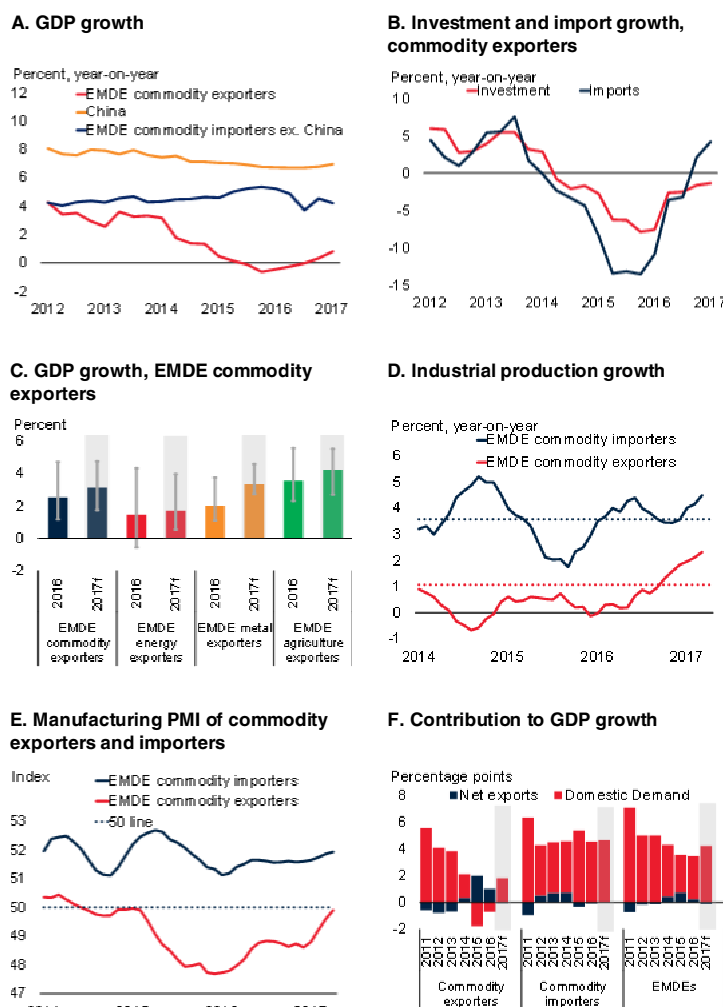 A. GDP growth
Percent, year-on-year
12
10
8
6
4
2
0
-2
EMDE commodity exporters
China
EMDE commodity importers ex. China
2012 2013 2014 2015 2016 2017
B. Investment and import growth,
commodity exporters
Percent, year-on-year
Investment Imports
10
5
0
-5
-10
-15
2012 2013 2014 2015 2016 2017
C. GDP growth, EMDE commodity
exporters
Percent
6
4
2
0
-2
2016 2017f 2016 2017f 2016 2017f 2016 2017f
EMDE commodity exporters
EMDE energy exporters
EMDE metal exporters
EMDE agriculture exporters
D. Industrial production growth
Percent, year-on-year
EMDE commodity importers
EMDE commodity exporters
6
5
4
3
2
1
0
-1
2014 2015 2016 2017
E. Manufacturing PMI of commodity
exporters and importers
Index
EMDE commodity importers
EMDE commodity exporters
50 line
53
52
51
50
49
48
47
F. Contribution to GDP growth
Percentage points
Net exports Domestic Demand
8
6
4
2
0
-2
2011 2012 2013 2014 2015 2016 2017f 2011 2012 2013 2014 2015 2016 2017f 2011 2012 2013 2014 2015 2016 2017f
Commodity exporters
Commodity importers
EMDEs